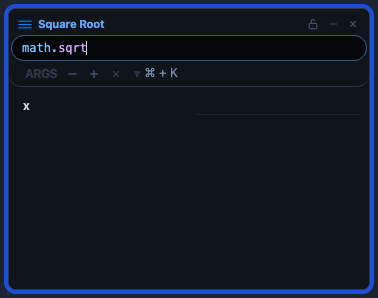 Square Root
math.sqrt
ARGS − + × ▾ ⌘ + K
x